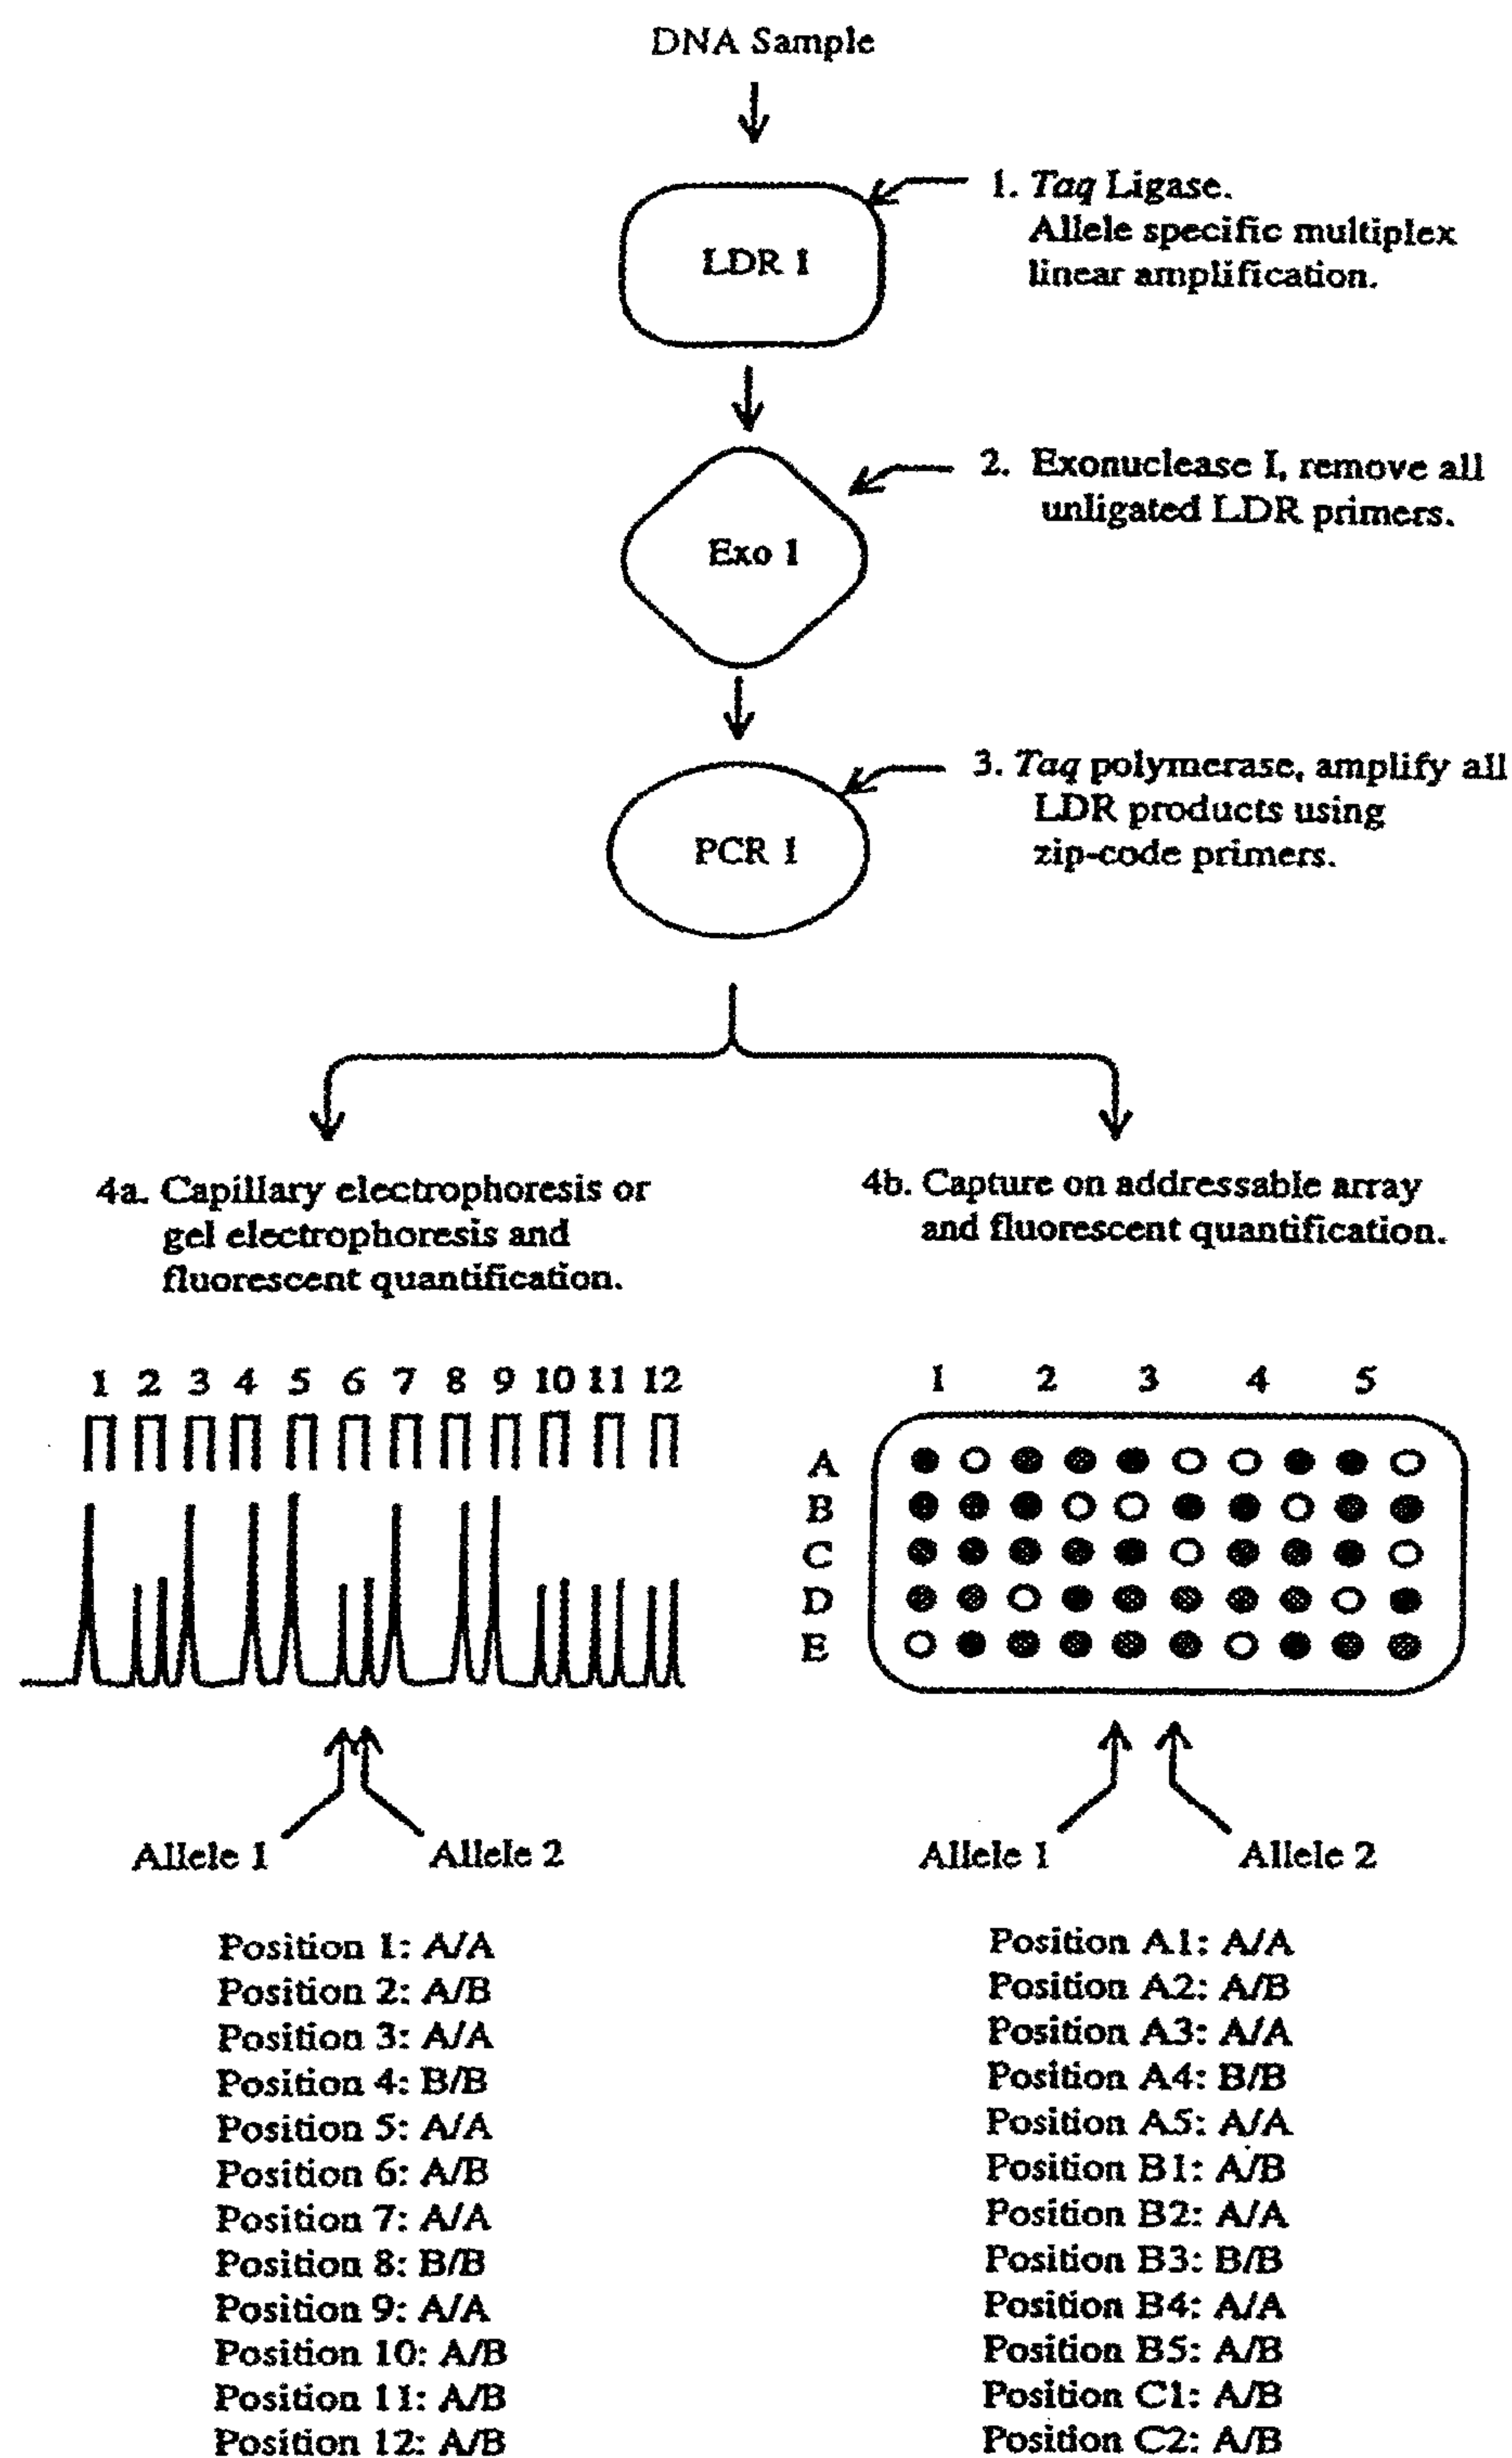 DNA Sample
1. Taq Ligase.
Allele specific multiplex
linear amplification.
LDR 1
2. Exonuclease I, remove all
unligated LDR primers.
Exo 1
3. Taq polymerase, amplify all
LDR products using
zip-code primers.
PCR 1
4a. Capillary electrophoresis or
gel electrophoresis and
fluorescent quantification.
1 2 3 4 5 6 7 8 9 10 11 12
Allele 1
Allele 2
Position 1: A/A
Position 2: A/B
Position 3: A/A
Position 4: B/B
Position 5: A/A
Position 6: A/B
Position 7: A/A
Position 8: B/B
Position 9: A/A
Position 10: A/B
Position 11: A/B
Position 12: A/B
4b. Capture on addressable array
and fluorescent quantification.
1 2 3 4 5
A
B
C
D
E
Allele 1
Allele 2
Position A1: A/A
Position A2: A/B
Position A3: A/A
Position A4: B/B
Position A5: A/A
Position B1: A/B
Position B2: A/A
Position B3: B/B
Position B4: A/A
Position B5: A/B
Position C1: A/B
Position C2: A/B